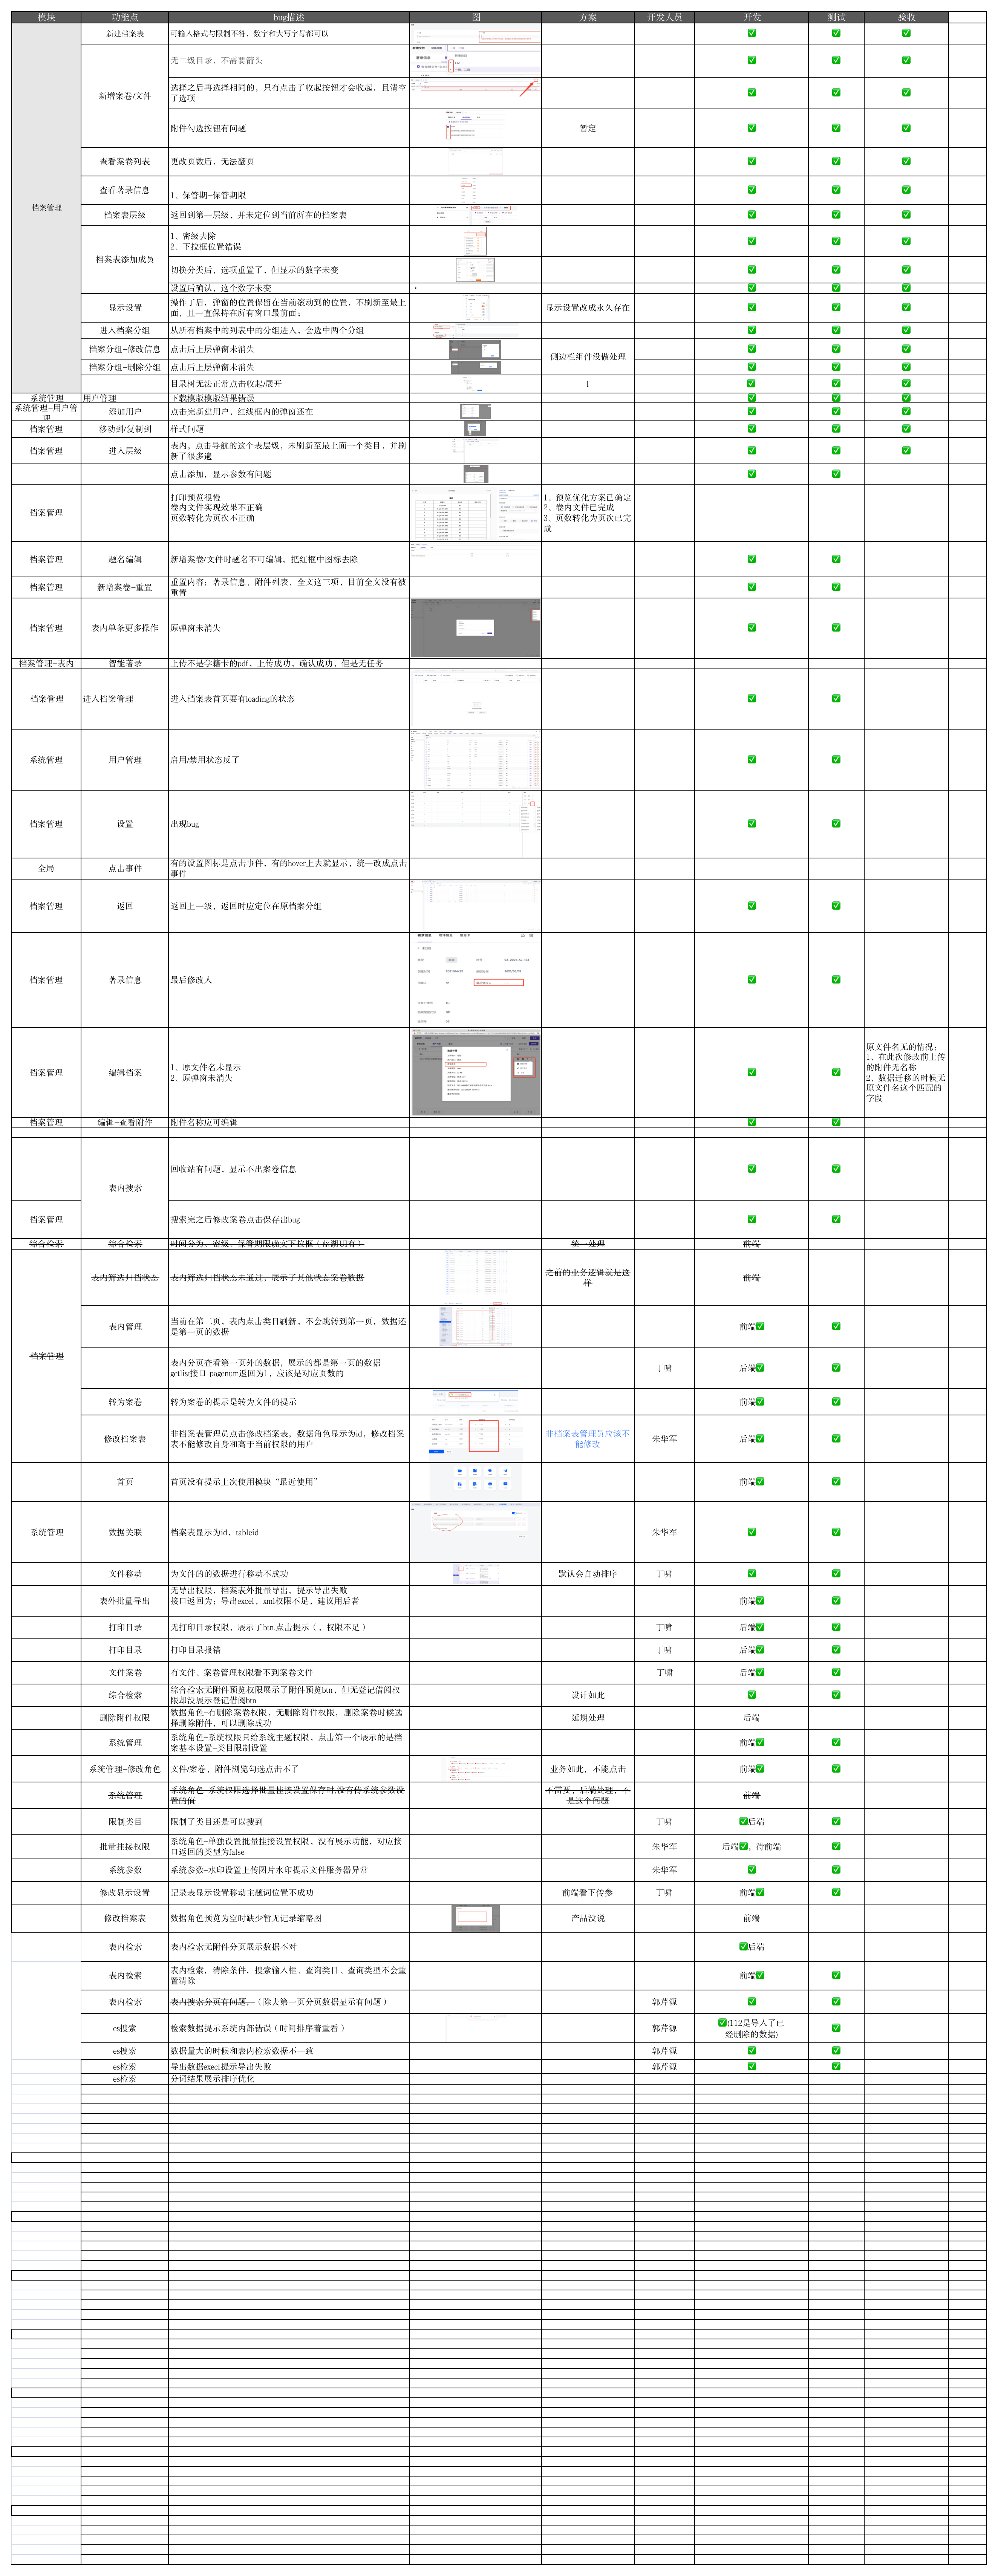 模块 功能点 bug描述 图 方案 开发人员 开发 测试 验收
档案管理
新建档案表 可输入格式与限制不符，数字和大写字母都可以 ✅ ✅ ✅
新增案卷/文件
无二级目录，不需要箭头 ✅ ✅ ✅
选择之后再选择相同的，只有点击了收起按钮才会收起，且清空
了选项 ✅ ✅ ✅
附件勾选按钮有问题 暂定 ✅ ✅ ✅
查看案卷列表 更改页数后，无法翻页 ✅ ✅ ✅
查看著录信息 1、保管期-保管期限 ✅ ✅ ✅
档案表层级 返回到第一层级，并未定位到当前所在的档案表 ✅ ✅ ✅
档案表添加成员
1、密级去除
2、下拉框位置错误 ✅ ✅ ✅
切换分类后，选项重置了，但显示的数字未变 ✅ ✅ ✅
设置后确认，这个数字未变 ✅ ✅ ✅
显示设置 操作了后，弹窗的位置保留在当前滚动到的位置，不刷新至最上
面，且一直保持在所有窗口最前面； 显示设置改成永久存在 ✅ ✅ ✅
进入档案分组 从所有档案中的列表中的分组进入，会选中两个分组 ✅ ✅ ✅
档案分组-修改信息 点击后上层弹窗未消失 侧边栏组件没做处理 ✅ ✅ ✅
档案分组-删除分组 点击后上层弹窗未消失 ✅ ✅ ✅
目录树无法正常点击收起/展开 1 ✅ ✅ ✅
系统管理 用户管理 下载模版模版结果错误 ✅ ✅ ✅
系统管理-用户管
理 添加用户 点击完新建用户，红线框内的弹窗还在 ✅ ✅ ✅
档案管理 移动到/复制到 样式问题 ✅ ✅ ✅
档案管理 进入层级 表内，点击导航的这个表层级，未刷新至最上面一个类目，并刷
新了很多遍 ✅ ✅ ✅
点击添加，显示参数有问题 ✅ ✅
档案管理 打印预览很慢
卷内文件实现效果不正确
页数转化为页次不正确
1、预览优化方案已确定
2、卷内文件已完成
3、页数转化为页次已完
成
档案管理 题名编辑 新增案卷/文件时题名不可编辑，把红框中图标去除 ✅ ✅
档案管理 新增案卷-重置 重置内容；著录信息、附件列表、全文这三项，目前全文没有被
重置 ✅ ✅
档案管理 表内单条更多操作 原弹窗未消失 ✅ ✅
档案管理-表内 智能著录 上传不是学籍卡的pdf，上传成功，确认成功，但是无任务
档案管理 进入档案管理 进入档案表首页要有loading的状态 ✅ ✅
系统管理 用户管理 启用/禁用状态反了 ✅ ✅
档案管理 设置 出现bug ✅ ✅
全局 点击事件 有的设置图标是点击事件，有的hover上去就显示，统一改成点击
事件
档案管理 返回 返回上一级，返回时应定位在原档案分组 ✅ ✅
档案管理 著录信息 最后修改人 ✅ ✅
档案管理 编辑档案 1、原文件名未显示
2、原弹窗未消失 ✅ ✅
原文件名无的情况；
1、在此次修改前上传
的附件无名称
2、数据迁移的时候无
原文件名这个匹配的
字段
档案管理 编辑-查看附件 附件名称应可编辑 ✅ ✅
表内搜索
回收站有问题，显示不出案卷信息 ✅ ✅
档案管理 搜索完之后修改案卷点击保存出bug ✅ ✅
综合检索 综合检索 时间分为、密级、保管期限确实下拉框（蓝湖UI有） 统一处理 前端
档案管理
表内筛选归档状态 表内筛选归档状态未通过，展示了其他状态案卷数据 之前的业务逻辑就是这
样 前端
表内管理 当前在第二页，表内点击类目刷新，不会跳转到第一页，数据还
是第一页的数据 前端✅ ✅
表内分页查看第一页外的数据，展示的都是第一页的数据
getlist接口 pagenum返回为1，应该是对应页数的 丁啸 后端✅ ✅
转为案卷 转为案卷的提示是转为文件的提示 前端✅ ✅
修改档案表 非档案表管理员点击修改档案表，数据角色显示为id，修改档案
表不能修改自身和高于当前权限的用户 非档案表管理员应该不
能修改 朱华军 后端✅ ✅
首页 首页没有提示上次使用模块“最近使用” 前端✅ ✅
系统管理 数据关联 档案表显示为id，tableid 朱华军 ✅ ✅
文件移动 为文件的的数据进行移动不成功 默认会自动排序 丁啸 ✅ ✅
表外批量导出 无导出权限，档案表外批量导出，提示导出失败
接口返回为；导出excel，xml权限不足，建议用后者 前端✅ ✅
打印目录 无打印目录权限，展示了btn,点击提示（，权限不足） 丁啸 后端✅ ✅
打印目录 打印目录报错 丁啸 后端✅ ✅
文件案卷 有文件、案卷管理权限看不到案卷文件 丁啸 后端✅ ✅
综合检索 综合检索无附件预览权限展示了附件预览btn，但无登记借阅权
限却没展示登记借阅btn 设计如此 ✅ ✅
删除附件权限 数据角色-有删除案卷权限，无删除附件权限，删除案卷时候选
择删除附件，可以删除成功 延期处理 后端
系统管理 系统角色-系统权限只给系统主题权限，点击第一个展示的是档
案基本设置-类目限制设置 前端✅ ✅
系统管理-修改角色 文件/案卷，附件浏览勾选点击不了 业务如此，不能点击 前端✅ ✅
系统管理 系统角色-系统权限选择批量挂接设置保存时,没有传系统参数设
置的值 不需要，后端处理，不
是这个问题 前端
限制类目 限制了类目还是可以搜到 丁啸 ✅后端 ✅
批量挂接权限 系统角色-单独设置批量挂接设置权限，没有展示功能，对应接
口返回的类型为false 朱华军 后端✅，待前端 ✅
系统参数 系统参数-水印设置上传图片水印提示文件服务器异常 朱华军 ✅ ✅
修改显示设置 记录表显示设置移动主题词位置不成功 前端看下传参 丁啸 前端✅ ✅
修改档案表 数据角色预览为空时缺少暂无记录缩略图 产品没说 前端
表内检索 表内检索无附件分页展示数据不对 ✅后端
表内检索 表内检索，清除条件，搜索输入框、查询类目、查询类型不会重
置清除 前端✅ ✅
表内检索 表内搜索分页有问题，（除去第一页分页数据显示有问题） 郭芹源 ✅ ✅
es搜索 检索数据提示系统内部错误（时间排序着重看） 郭芹源 ✅(112是导入了已
经删除的数据) ✅
es搜索 数据量大的时候和表内检索数据不一致 郭芹源 ✅ ✅
es检索 导出数据execl提示导出失败 郭芹源 ✅ ✅
es检索 分词结果展示排序优化